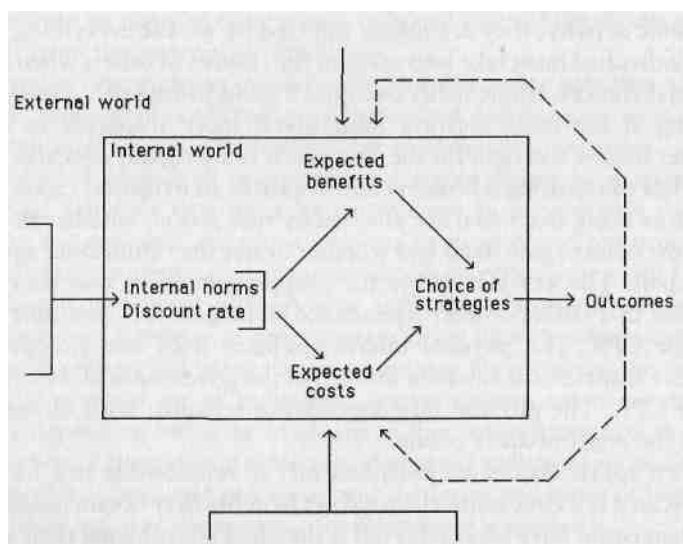 External world
Internal world
Expected
benefits
Internal norms
Discount rate
Choice of
strategies
Outcomes
Expected
costs